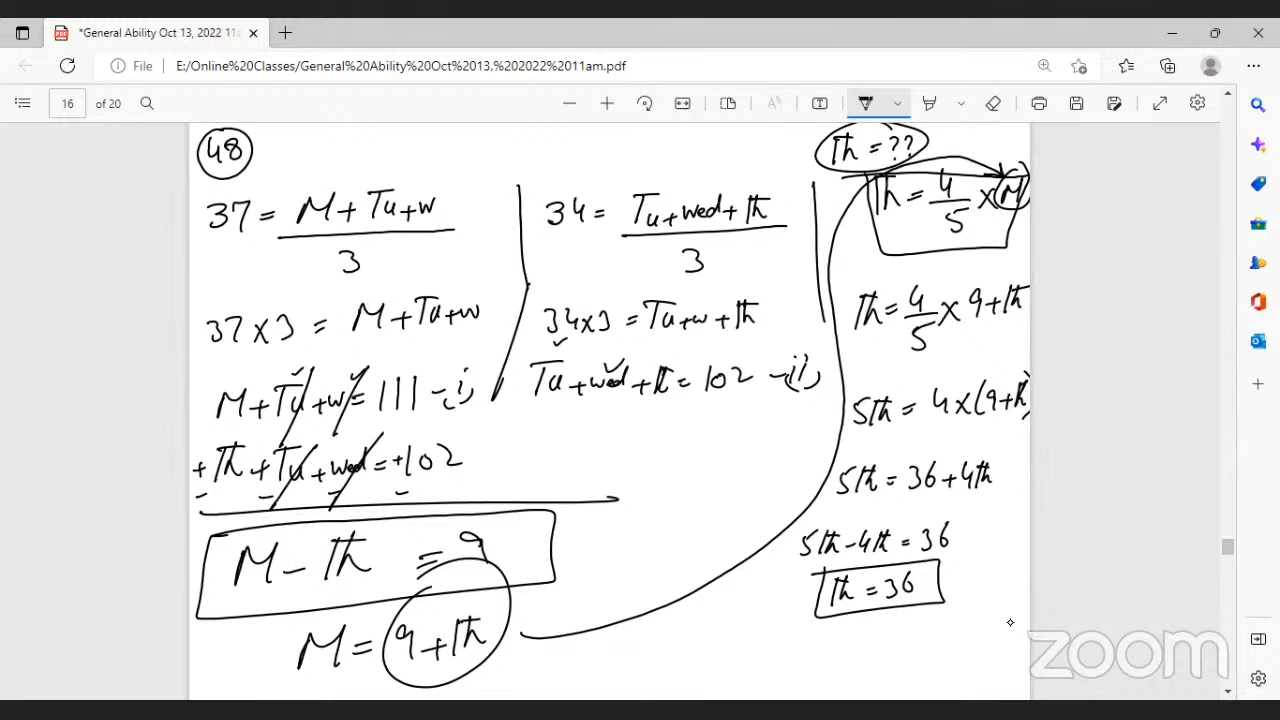 *General Ability Oct 13, 2022 11a
File E:/Online%20Classes/General%20Ability%20Oct%2013,%202022%2011am.pdf
16 of 20
48
37 = M + Tu + w / 3
37 x 3 = M + Tu + w
M + Tu + w = 111 - i)
+ Th + Tu + wed = + 102
- - - -
M - Th = 9
M = 9 + Th
34 = Tu + wed + Th / 3
34 x 3 = Tu + w + Th
Tu + wed + Th = 102 - ii)
Th = ??
Th = 4/5 x M
Th = 4/5 x 9 + Th
5Th = 4 x (9 + Th)
5Th = 36 + 4Th
5Th - 4Th = 36
Th = 36
zoom